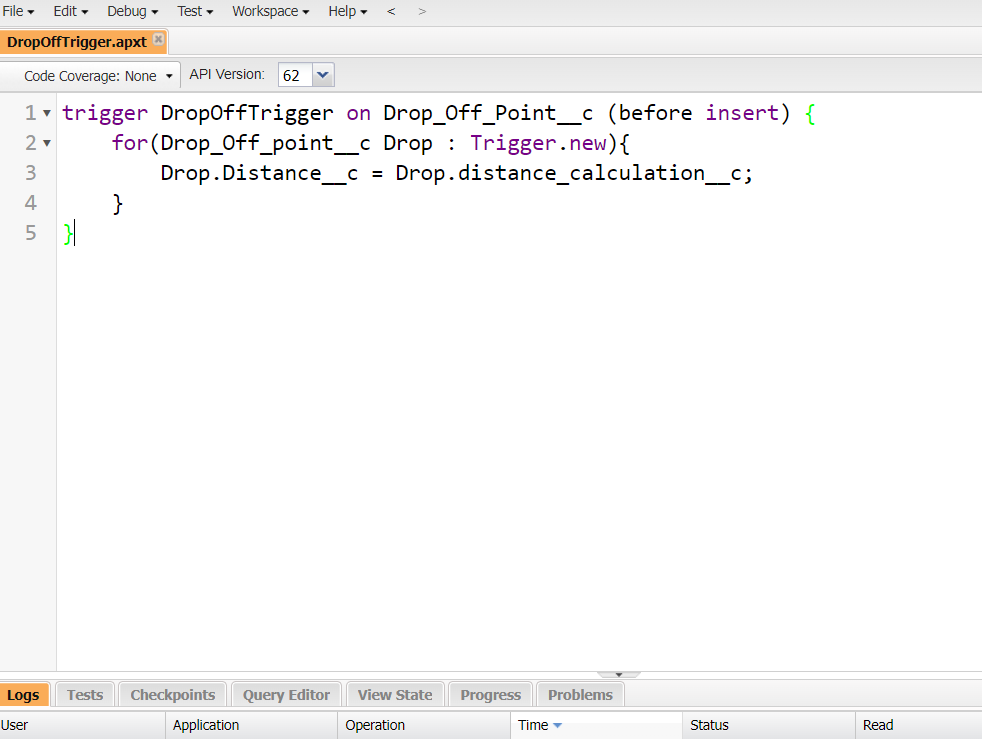 File Edit Debug Test Workspace Help < >
DropOffTrigger.apxt
Code Coverage: None API Version: 62
1 trigger DropOffTrigger on Drop_Off_Point__c (before insert) {
2 for(Drop_Off_point__c Drop : Trigger.new){
3 Drop.Distance__c = Drop.distance_calculation__c;
4 }
5 }
Logs Tests Checkpoints Query Editor View State Progress Problems
User Application Operation Time Status Read